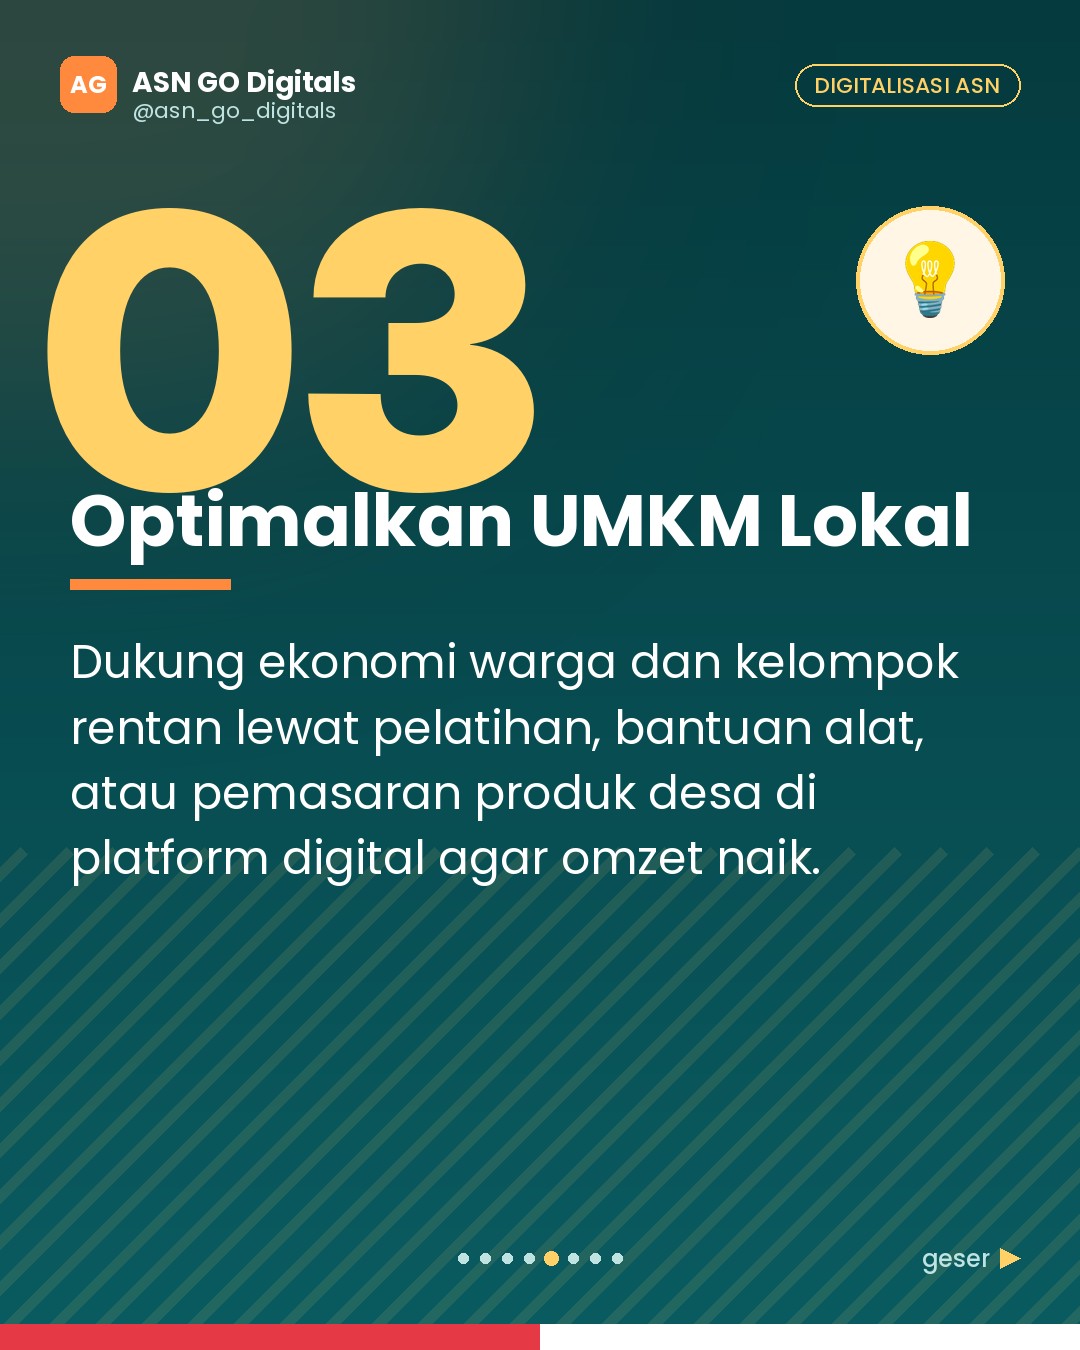 AG
ASN GO Digitals
@asn_go_digitals
DIGITALISASI ASN
03
Optimalkan UMKM Lokal
Dukung ekonomi warga dan kelompok
rentan lewat pelatihan, bantuan alat,
atau pemasaran produk desa di
platform digital agar omzet naik.
geser